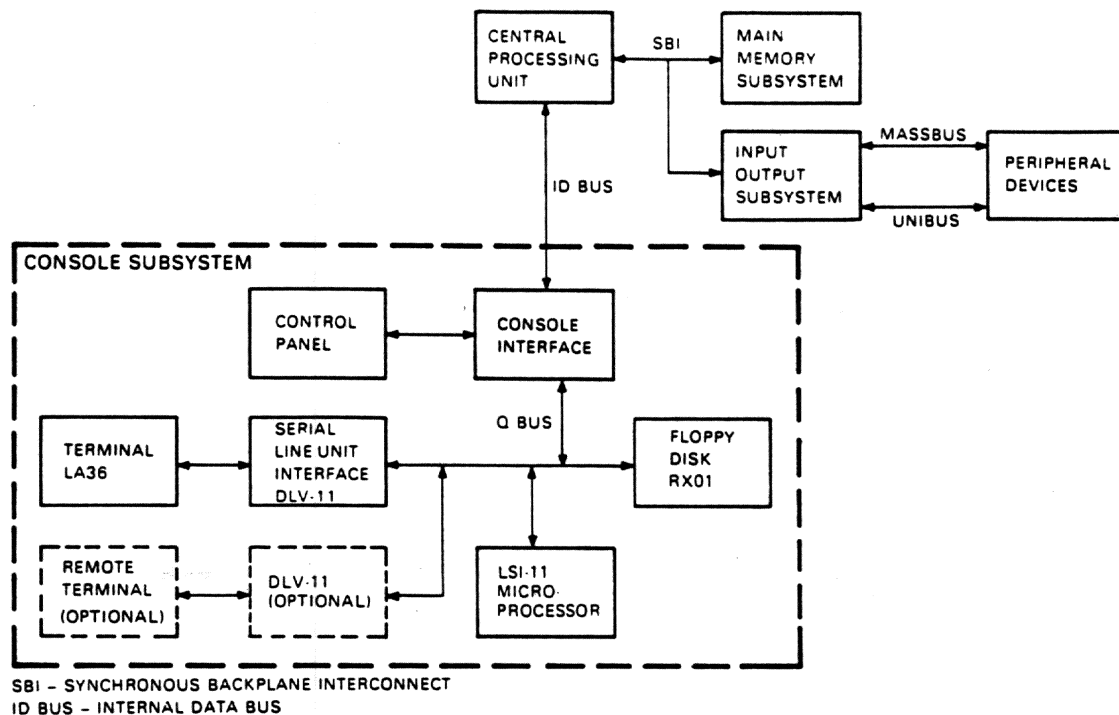 CENTRAL
PROCESSING
UNIT
SBI
MAIN
MEMORY
SUBSYSTEM
INPUT
OUTPUT
SUBSYSTEM
MASSBUS
UNIBUS
PERIPHERAL
DEVICES
ID BUS
CONSOLE SUBSYSTEM
CONTROL
PANEL
CONSOLE
INTERFACE
Q BUS
TERMINAL
LA36
SERIAL
LINE UNIT
INTERFACE
DLV-11
FLOPPY
DISK
RX01
REMOTE
TERMINAL
(OPTIONAL)
DLV-11
(OPTIONAL)
LSI-11
MICRO-
PROCESSOR
SBI – SYNCHRONOUS BACKPLANE INTERCONNECT
ID BUS – INTERNAL DATA BUS